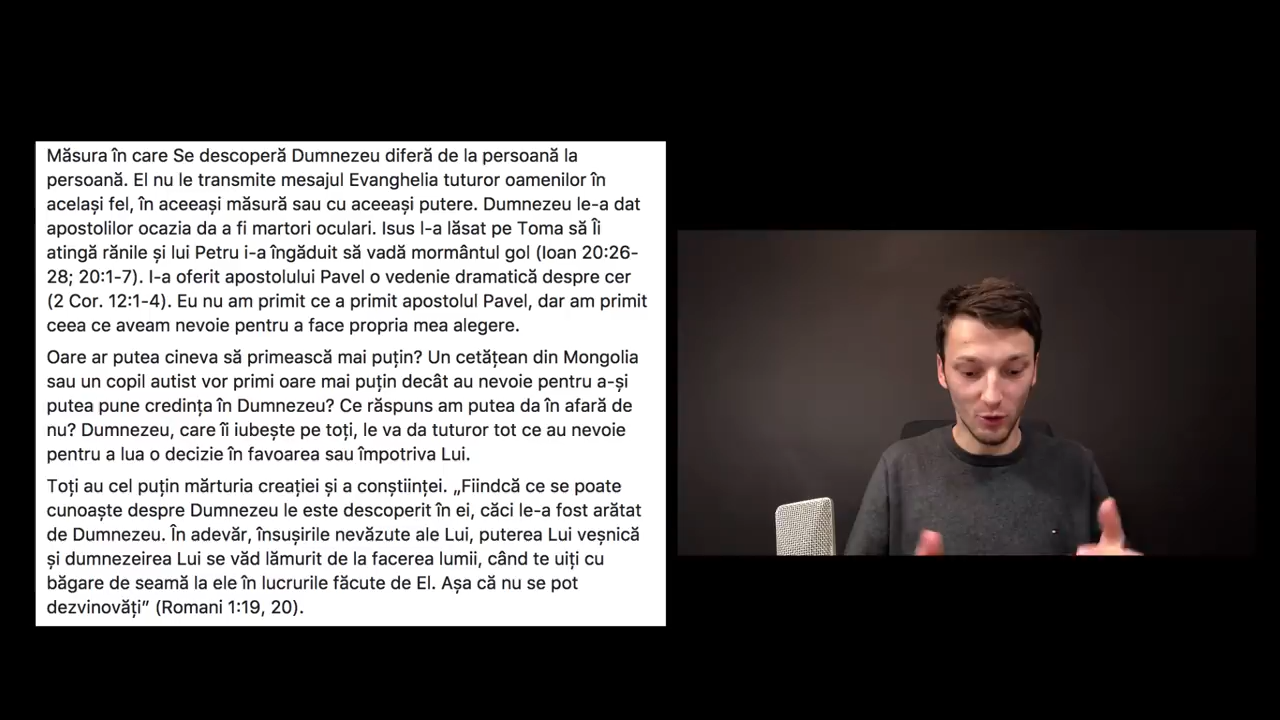 Măsura în care Se descoperă Dumnezeu diferă de la persoană la
persoană. El nu le transmite mesajul Evanghelia tuturor oamenilor în
același fel, în aceeași măsură sau cu aceeași putere. Dumnezeu le-a dat
apostolilor ocazia da a fi martori oculari. Isus l-a lăsat pe Toma să Îi
atingă rănile și lui Petru i-a îngăduit să vadă mormântul gol (Ioan 20:26-
28; 20:1-7). I-a oferit apostolului Pavel o vedenie dramatică despre cer
(2 Cor. 12:1-4). Eu nu am primit ce a primit apostolul Pavel, dar am primit
ceea ce aveam nevoie pentru a face propria mea alegere.
Oare ar putea cineva să primească mai puțin? Un cetățean din Mongolia
sau un copil autist vor primi oare mai puțin decât au nevoie pentru a-și
putea pune credința în Dumnezeu? Ce răspuns am putea da în afară de
nu? Dumnezeu, care îi iubește pe toți, le va da tuturor tot ce au nevoie
pentru a lua o decizie în favoarea sau împotriva Lui.
Toți au cel puțin mărturia creației și a conștiinței. „Fiindcă ce se poate
cunoaște despre Dumnezeu le este descoperit în ei, căci le-a fost arătat
de Dumnezeu. În adevăr, însușirile nevăzute ale Lui, puterea Lui veșnică
și dumnezeirea Lui se văd lămurit de la facerea lumii, când te uiți cu
băgare de seamă la ele în lucrurile făcute de El. Așa că nu se pot
dezvinovăți” (Romani 1:19, 20).